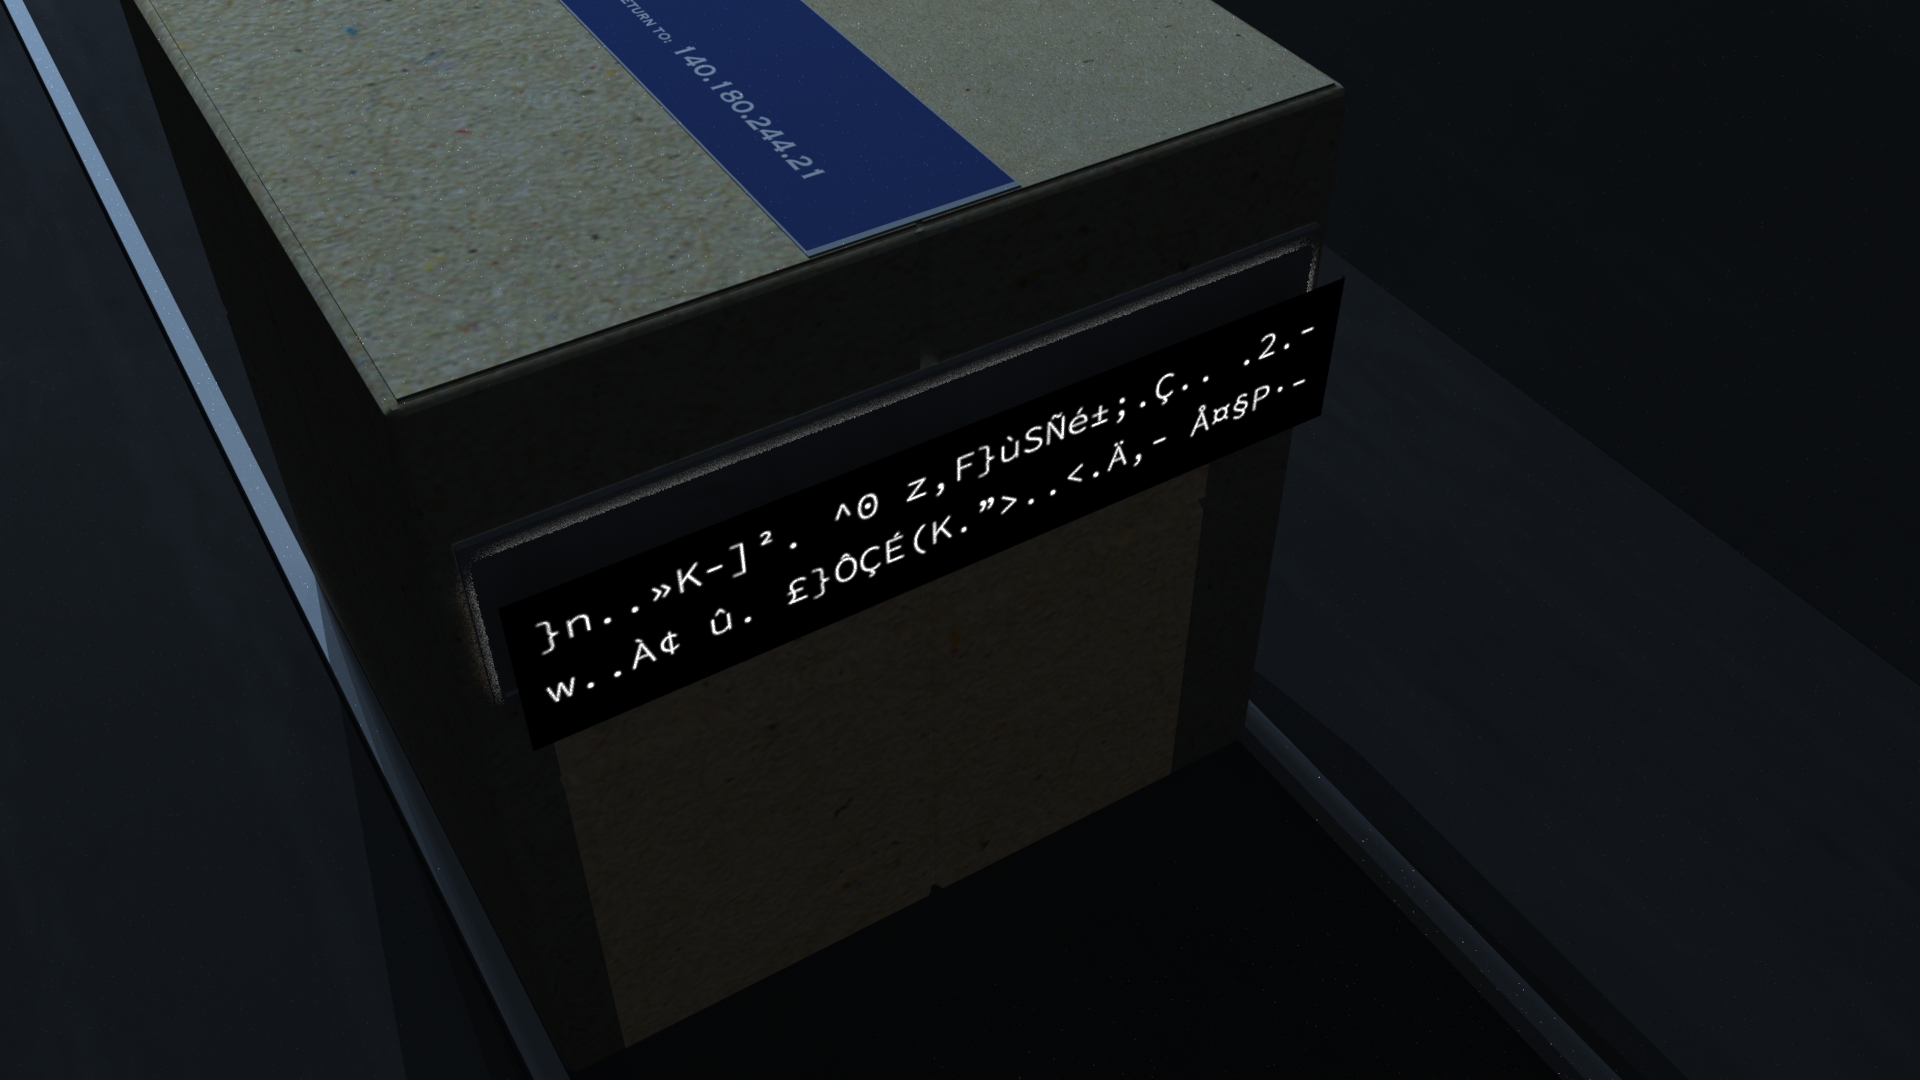 RETURN TO: 140.180.244.21
}n..»K-]². ^ʘ z,F}ùSÑé±;.Ç.. .2.-
w..À¢ û. £}ÔÇÉ(K.”>..<.Ä,- Å¤§P·-